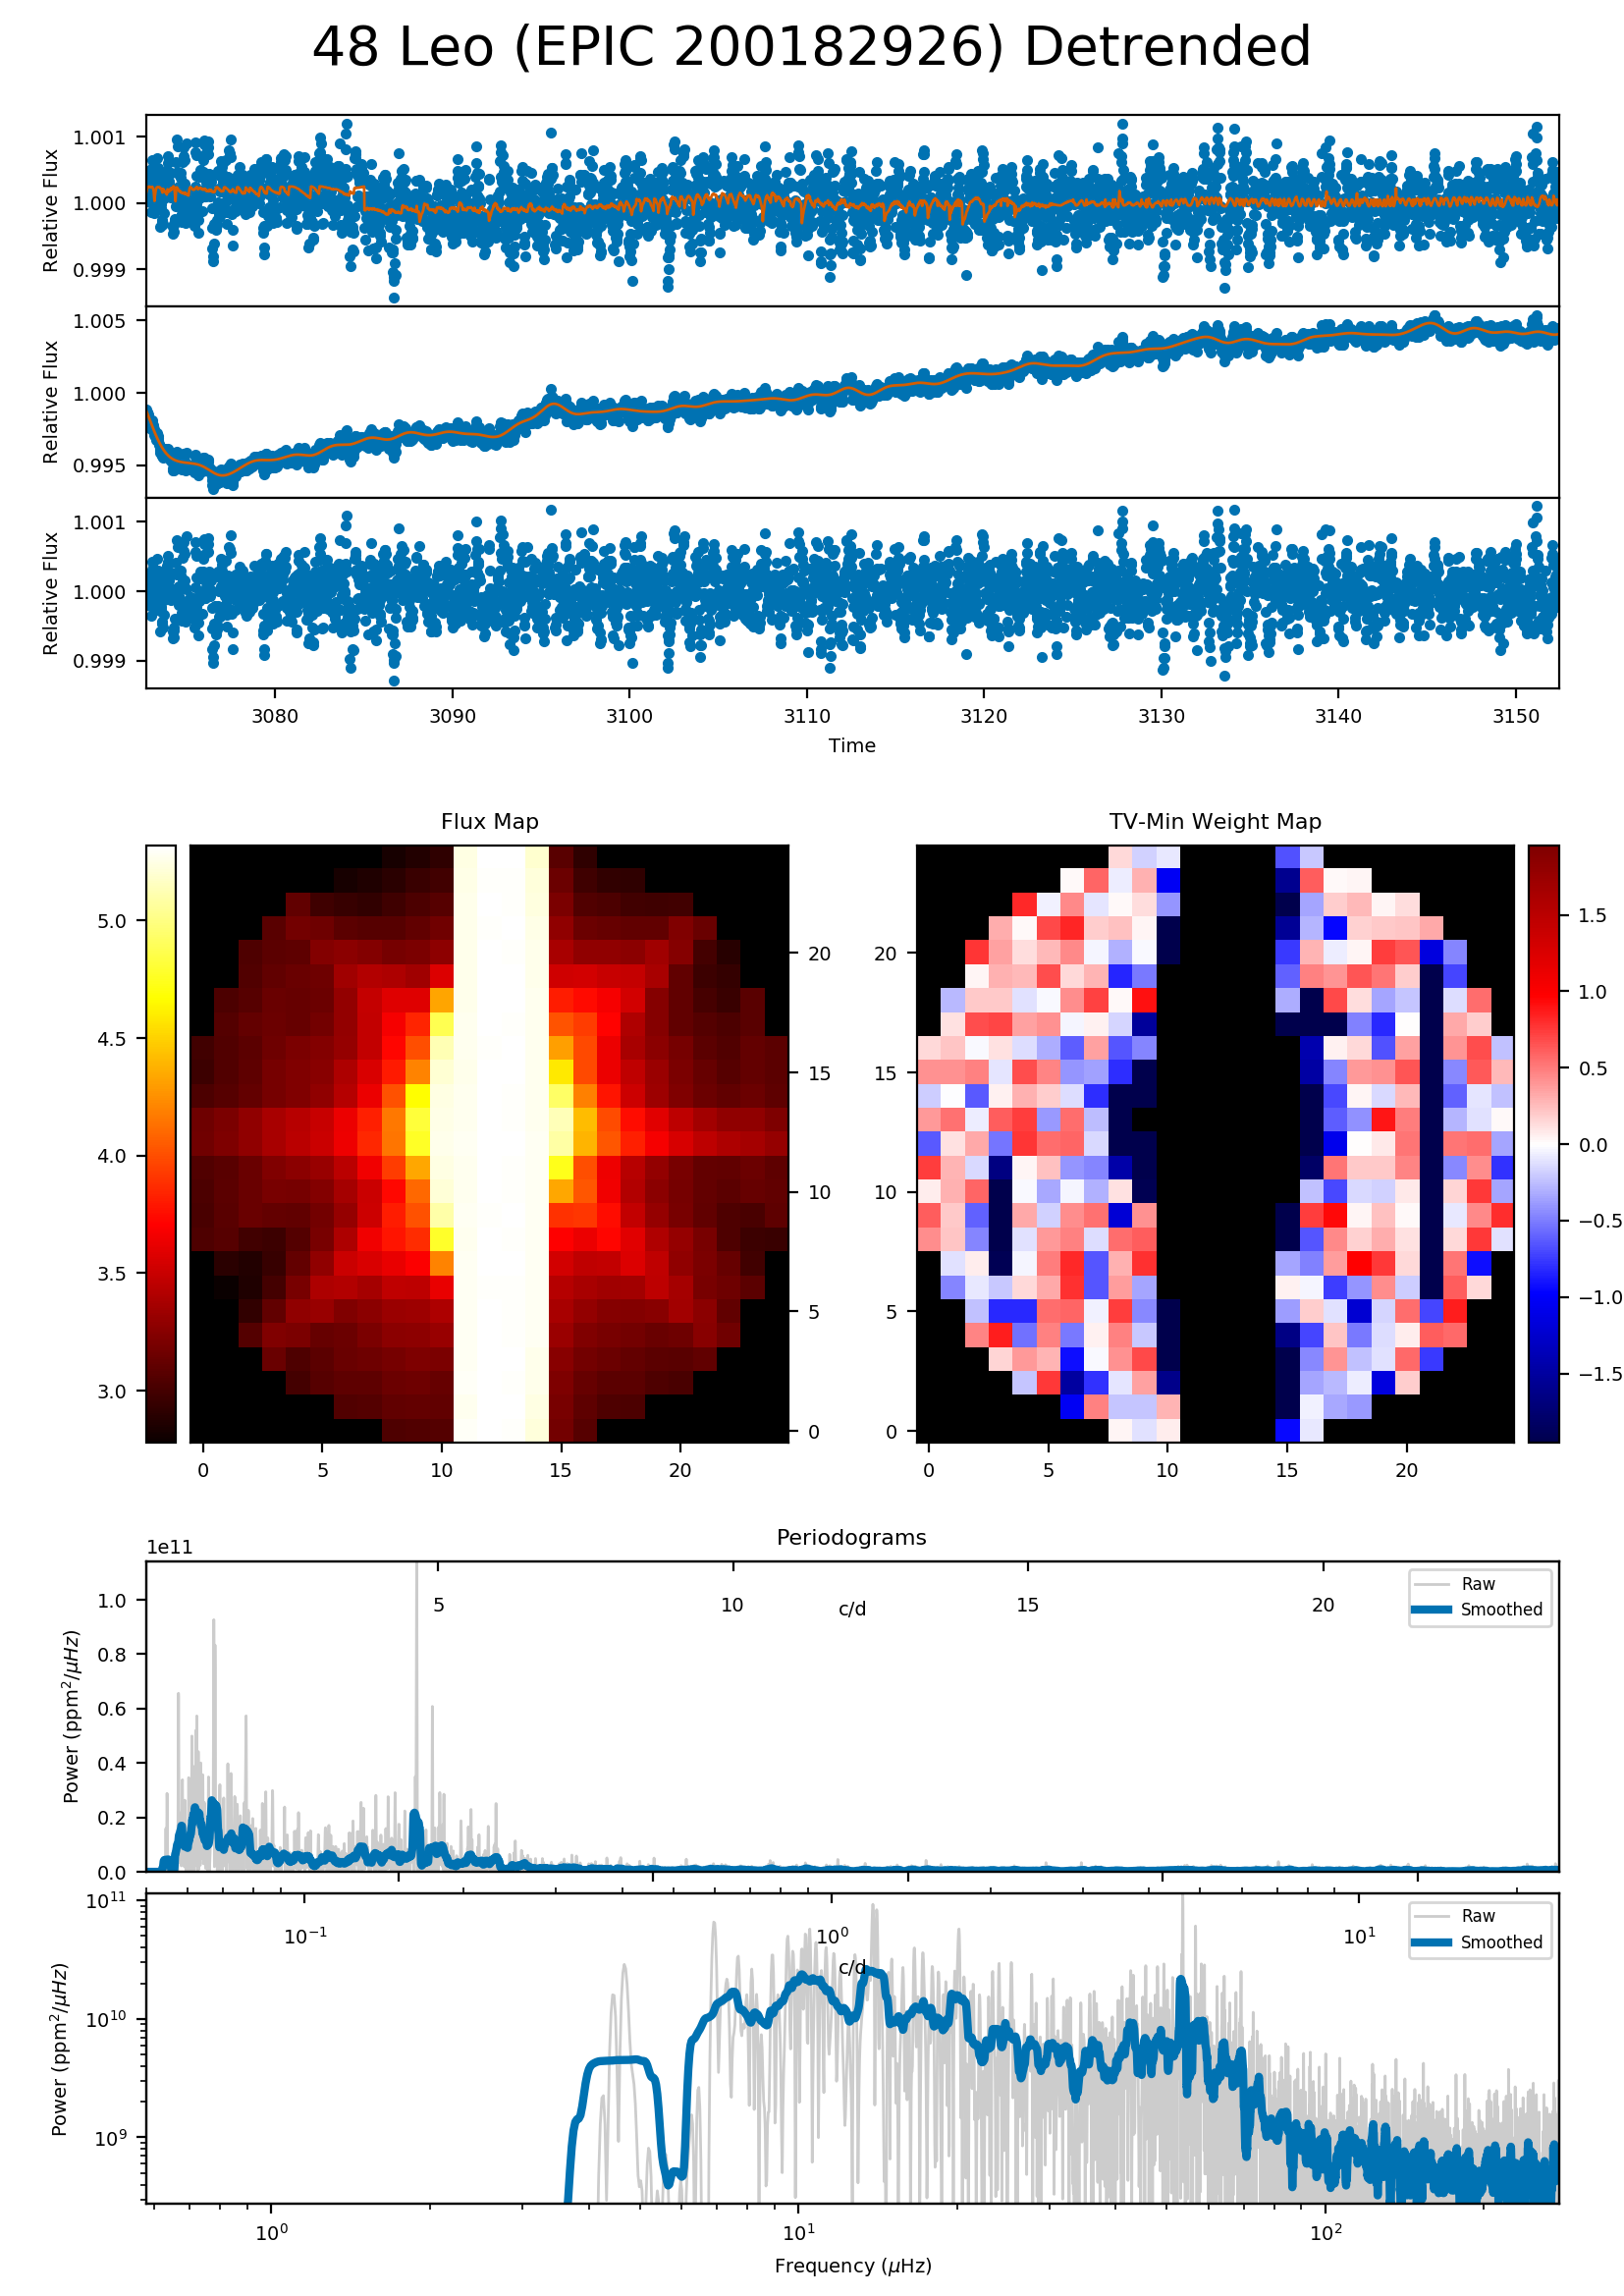 48 Leo (EPIC 200182926) Detrended
1.001
1.000
0.999
Relative Flux
1.005
1.000
0.995
Relative Flux
1.001
1.000
0.999
Relative Flux
3080 3090 3100 3110 3120 3130 3140 3150
Time
Flux Map
5.0
4.5
4.0
3.5
3.0
20
15
10
5
0
0 5 10 15 20
TV-Min Weight Map
20
15
10
5
0
0 5 10 15 20
1.5
1.0
0.5
0.0
−0.5
−1.0
−1.5
Periodograms
1e11
1.0
0.8
0.6
0.4
0.2
0.0
Power (ppm²/μHz)
5 10 15 20
c/d
Raw
Smoothed
10¹¹
10¹⁰
10⁹
Power (ppm²/μHz)
10⁻¹ 10⁰ 10¹
c/d
Raw
Smoothed
10⁰ 10¹ 10²
Frequency (μHz)